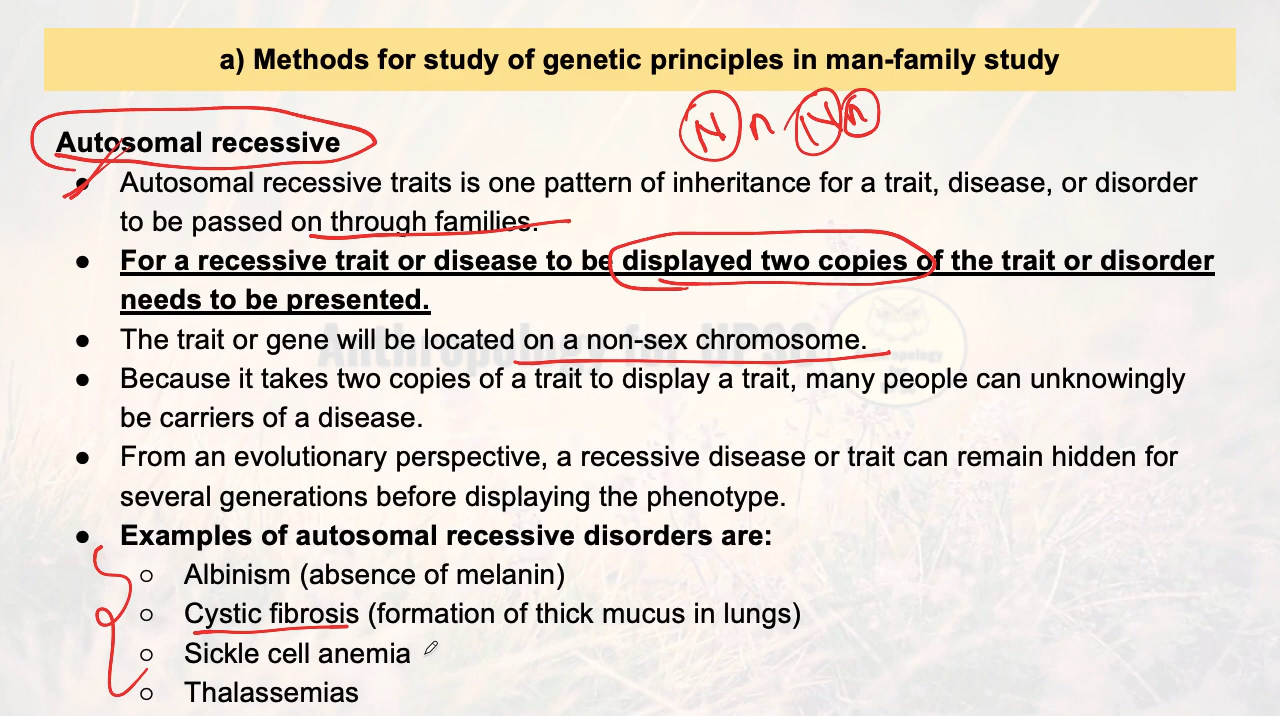 a) Methods for study of genetic principles in man-family study
N n N n
Autosomal recessive
● Autosomal recessive traits is one pattern of inheritance for a trait, disease, or disorder
to be passed on through families.
● For a recessive trait or disease to be displayed two copies of the trait or disorder
needs to be presented.
● The trait or gene will be located on a non-sex chromosome.
Anthropology for UPSC
● Because it takes two copies of a trait to display a trait, many people can unknowingly
be carriers of a disease.
● From an evolutionary perspective, a recessive disease or trait can remain hidden for
several generations before displaying the phenotype.
● Examples of autosomal recessive disorders are:
○ Albinism (absence of melanin)
○ Cystic fibrosis (formation of thick mucus in lungs)
○ Sickle cell anemia
○ Thalassemias